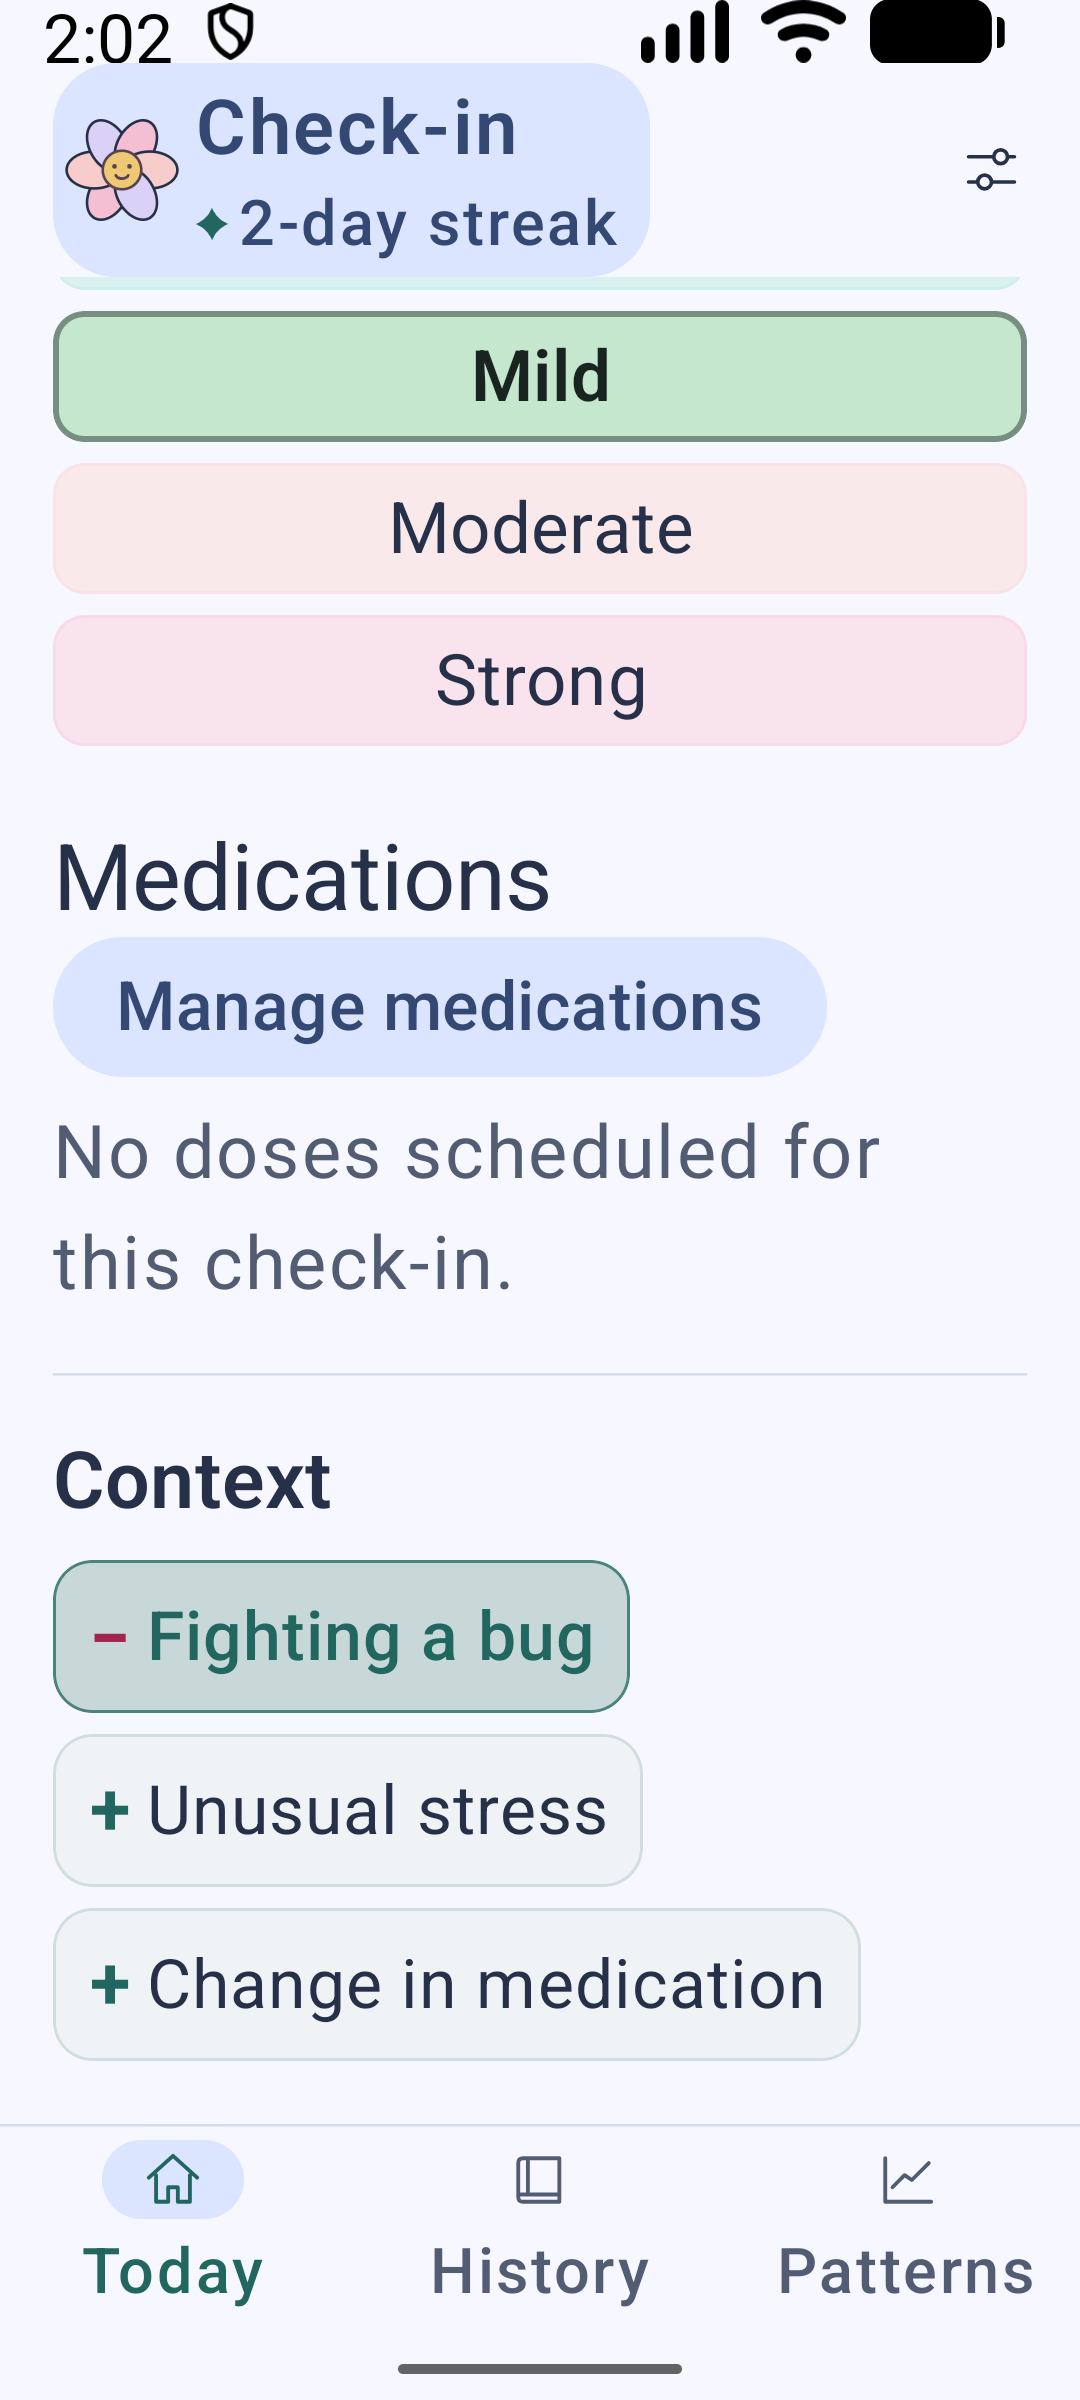 2:02
Check-in
2-day streak
Mild
Moderate
Strong
Medications
Manage medications
No doses scheduled for
this check-in.
Context
– Fighting a bug
+ Unusual stress
+ Change in medication
Today
History
Patterns